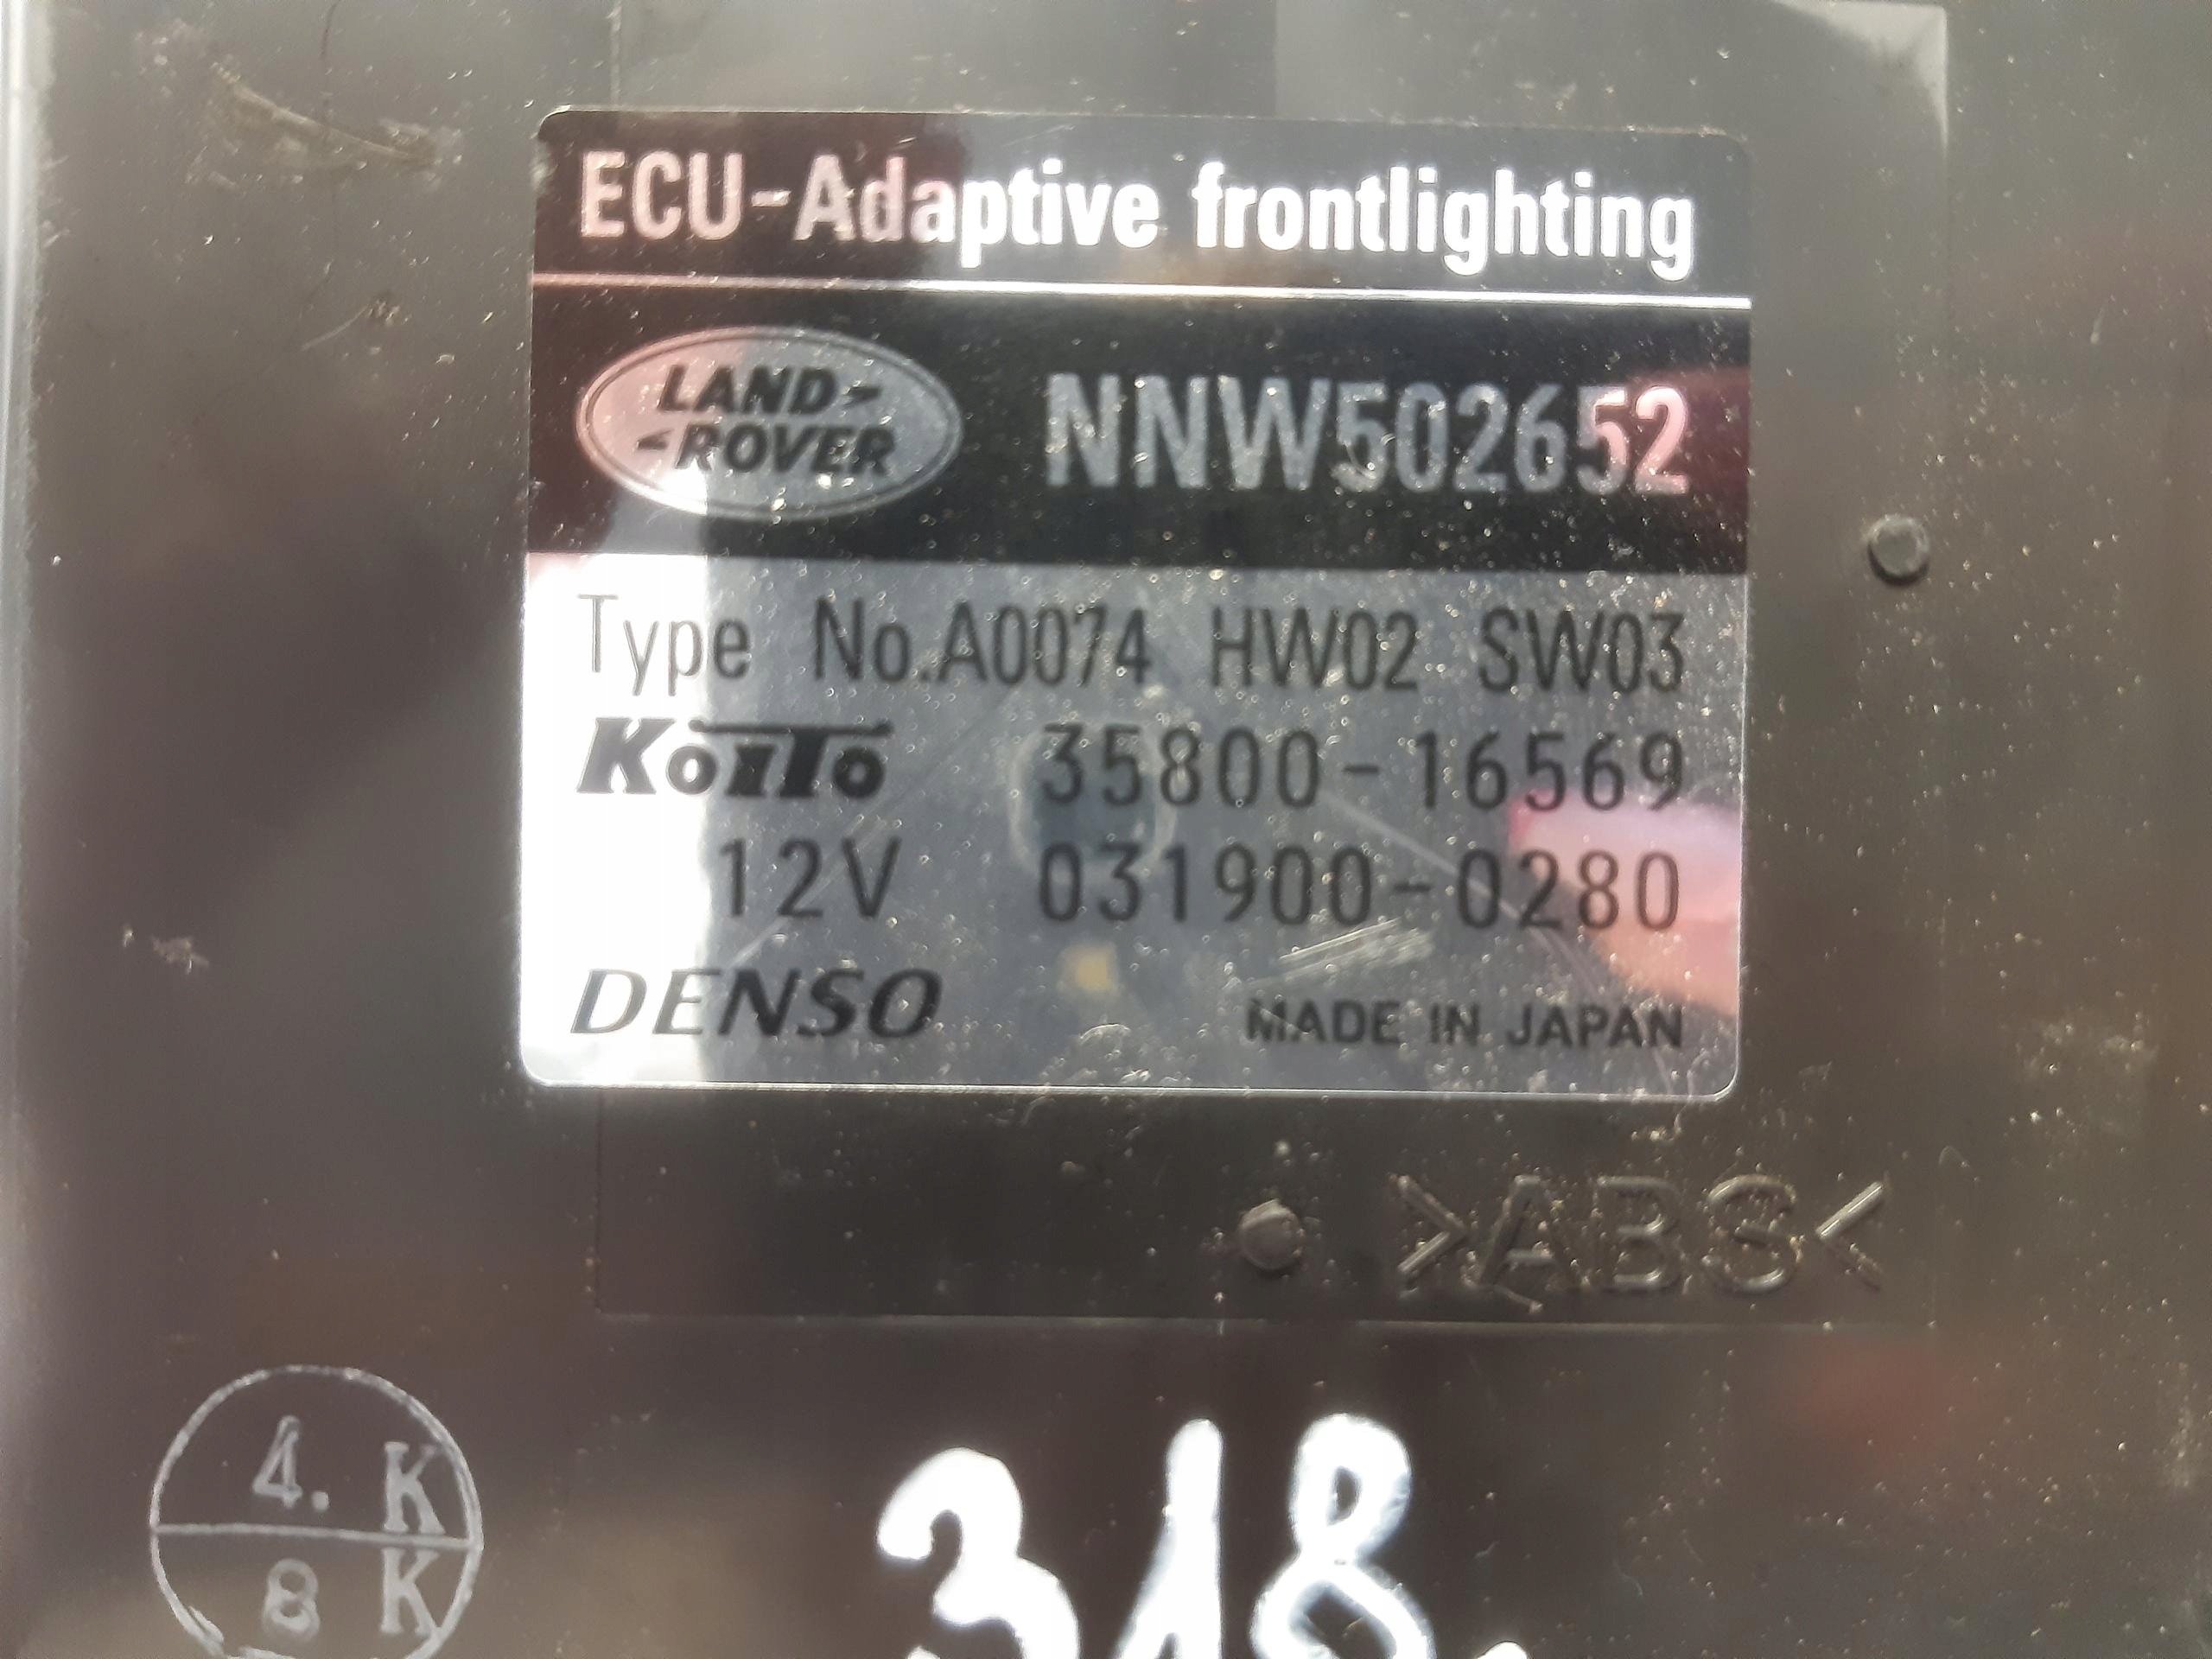 ECU-Adaptive frontlighting
LAND
ROVER
NNW502652
Type No.A0074 HW02 SW03
KOITO 35800-16569
12V 031900-0280
DENSO MADE IN JAPAN
>ABS<
4. K
8 K
318